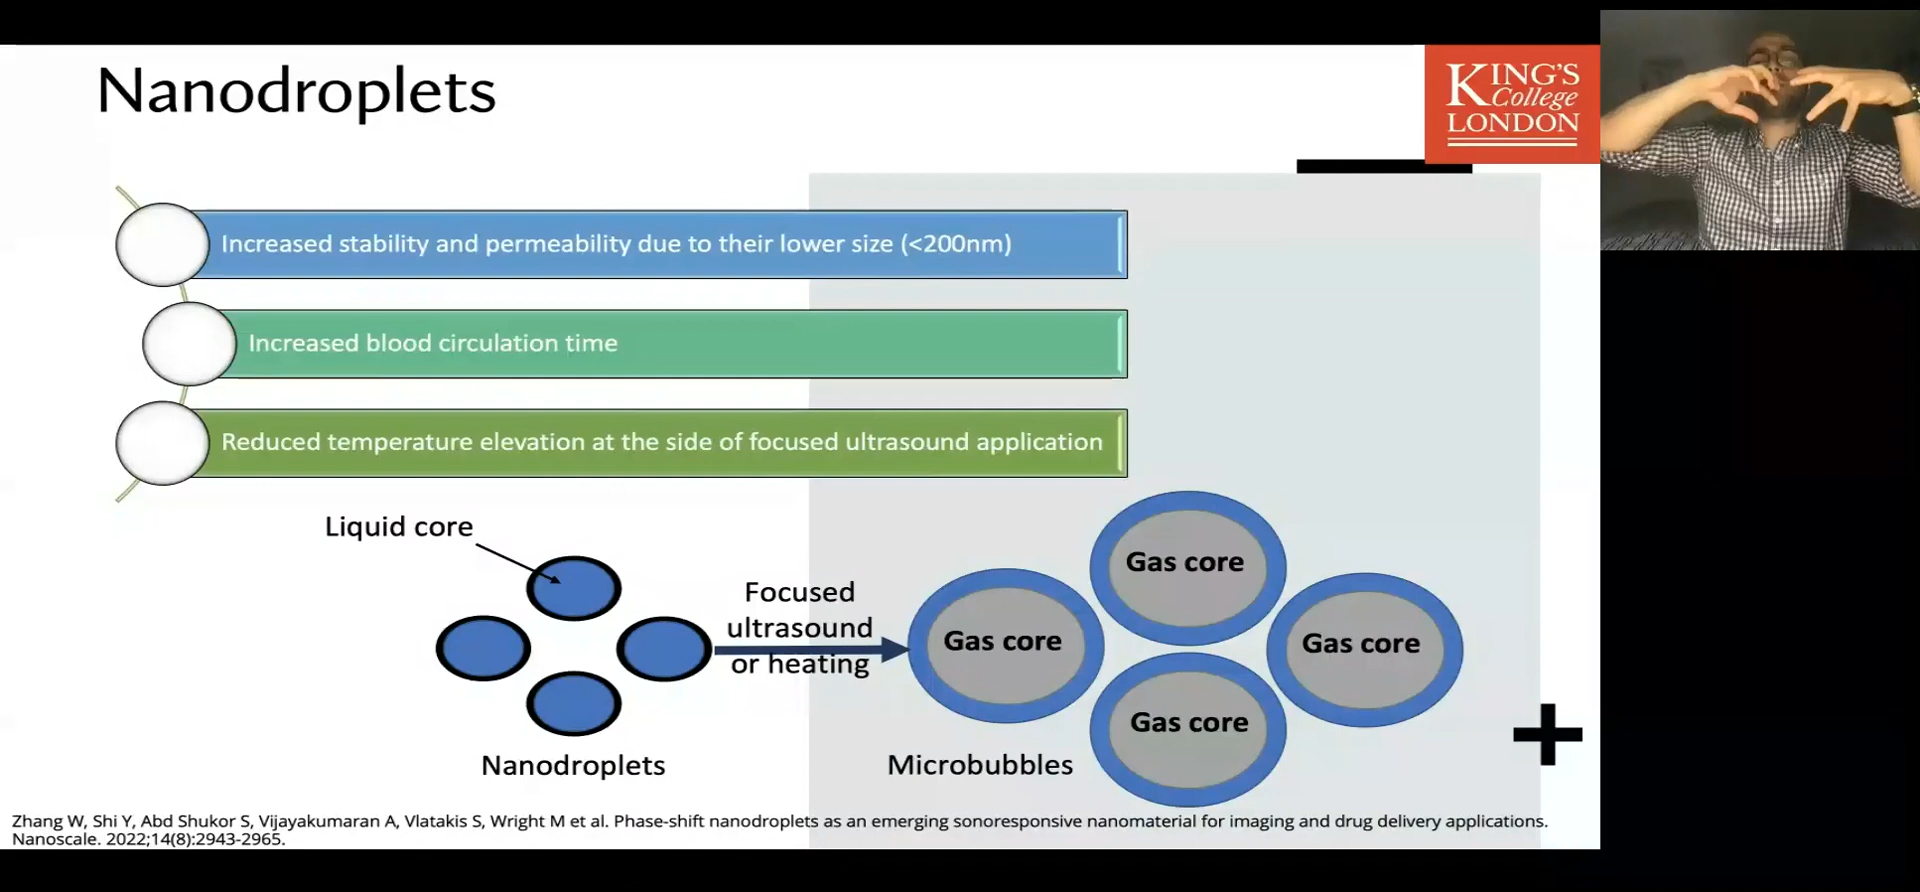 Nanodroplets
KING'S
College
LONDON
Increased stability and permeability due to their lower size (<200nm)
Increased blood circulation time
Reduced temperature elevation at the side of focused ultrasound application
Liquid core
Focused
ultrasound
or heating
Gas core
Gas core
Gas core
Gas core
Nanodroplets
Microbubbles
+
Zhang W, Shi Y, Abd Shukor S, Vijayakumaran A, Vlatakis S, Wright M et al. Phase-shift nanodroplets as an emerging sonoresponsive nanomaterial for imaging and drug delivery applications.
Nanoscale. 2022;14(8):2943-2965.